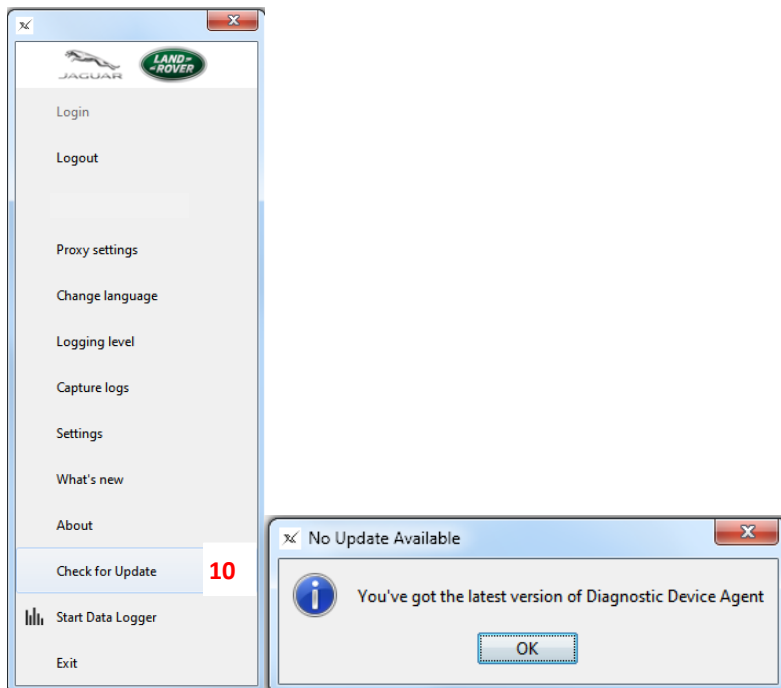 JAGUAR
LAND-
-ROVER
Login
Logout
Proxy settings
Change language
Logging level
Capture logs
Settings
What's new
About
Check for Update 10
Start Data Logger
Exit
No Update Available
You've got the latest version of Diagnostic Device Agent
OK